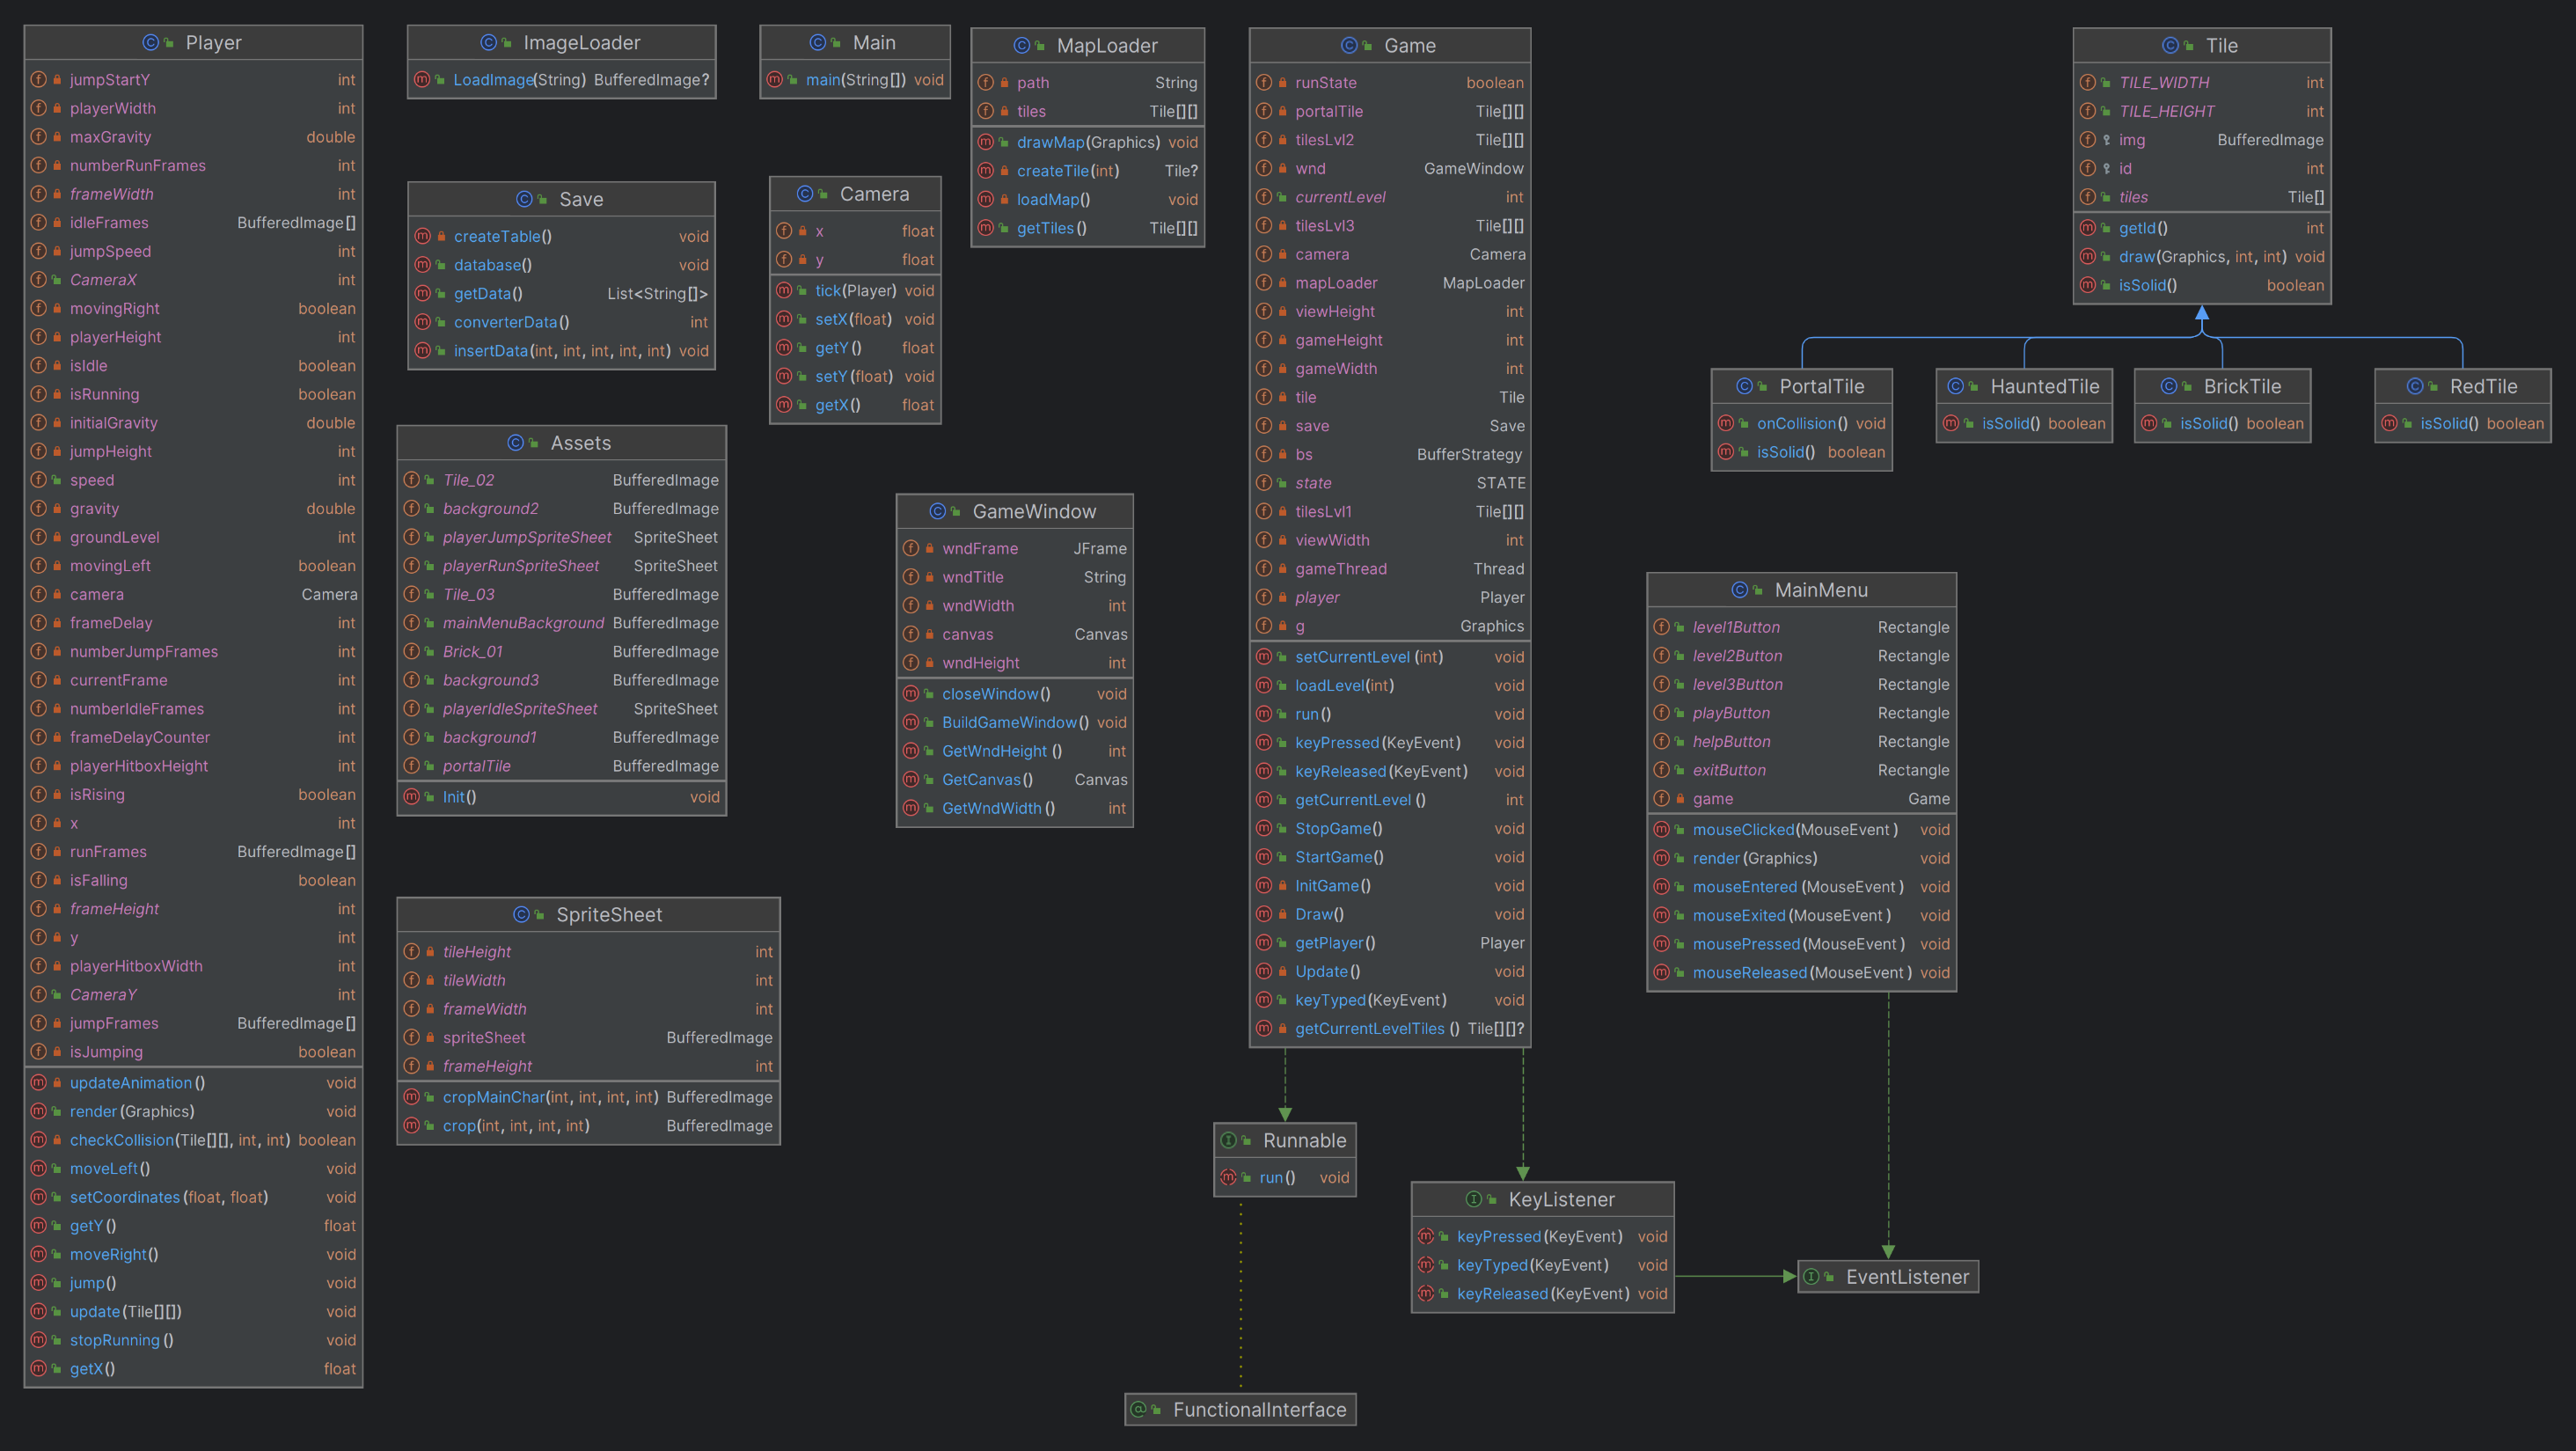 Player
jumpStartY int
playerWidth int
maxGravity double
numberRunFrames int
frameWidth int
idleFrames BufferedImage[]
jumpSpeed int
CameraX int
movingRight boolean
playerHeight int
isIdle boolean
isRunning boolean
initialGravity double
jumpHeight int
speed int
gravity double
groundLevel int
movingLeft boolean
camera Camera
frameDelay int
numberJumpFrames int
currentFrame int
numberIdleFrames int
frameDelayCounter int
playerHitboxHeight int
isRising boolean
x int
runFrames BufferedImage[]
isFalling boolean
frameHeight int
y int
playerHitboxWidth int
CameraY int
jumpFrames BufferedImage[]
isJumping boolean
updateAnimation() void
render(Graphics) void
checkCollision(Tile[][], int, int) boolean
moveLeft() void
setCoordinates(float, float) void
getY() float
moveRight() void
jump() void
update(Tile[][]) void
stopRunning() void
getX() float
ImageLoader
LoadImage(String) BufferedImage?
Save
createTable() void
database() void
getData() List<String[]>
converterData() int
insertData(int, int, int, int, int) void
Assets
Tile_02 BufferedImage
background2 BufferedImage
playerJumpSpriteSheet SpriteSheet
playerRunSpriteSheet SpriteSheet
Tile_03 BufferedImage
mainMenuBackground BufferedImage
Brick_01 BufferedImage
background3 BufferedImage
playerIdleSpriteSheet SpriteSheet
background1 BufferedImage
portalTile BufferedImage
Init() void
SpriteSheet
tileHeight int
tileWidth int
frameWidth int
spriteSheet BufferedImage
frameHeight int
cropMainChar(int, int, int, int) BufferedImage
crop(int, int, int, int) BufferedImage
Main
main(String[]) void
Camera
x float
y float
tick(Player) void
setX(float) void
getY() float
setY(float) void
getX() float
MapLoader
path String
tiles Tile[][]
drawMap(Graphics) void
createTile(int) Tile?
loadMap() void
getTiles() Tile[][]
GameWindow
wndFrame JFrame
wndTitle String
wndWidth int
canvas Canvas
wndHeight int
closeWindow() void
BuildGameWindow() void
GetWndHeight() int
GetCanvas() Canvas
GetWndWidth() int
Game
runState boolean
portalTile Tile[][]
tilesLvl2 Tile[][]
wnd GameWindow
currentLevel int
tilesLvl3 Tile[][]
camera Camera
mapLoader MapLoader
viewHeight int
gameHeight int
gameWidth int
tile Tile
save Save
bs BufferStrategy
state STATE
tilesLvl1 Tile[][]
viewWidth int
gameThread Thread
player Player
g Graphics
setCurrentLevel(int) void
loadLevel(int) void
run() void
keyPressed(KeyEvent) void
keyReleased(KeyEvent) void
getCurrentLevel() int
StopGame() void
StartGame() void
InitGame() void
Draw() void
getPlayer() Player
Update() void
keyTyped(KeyEvent) void
getCurrentLevelTiles() Tile[][]?
Runnable
run() void
FunctionalInterface
KeyListener
keyPressed(KeyEvent) void
keyTyped(KeyEvent) void
keyReleased(KeyEvent) void
EventListener
MainMenu
level1Button Rectangle
level2Button Rectangle
level3Button Rectangle
playButton Rectangle
helpButton Rectangle
exitButton Rectangle
game Game
mouseClicked(MouseEvent) void
render(Graphics) void
mouseEntered(MouseEvent) void
mouseExited(MouseEvent) void
mousePressed(MouseEvent) void
mouseReleased(MouseEvent) void
Tile
TILE_WIDTH int
TILE_HEIGHT int
img BufferedImage
id int
tiles Tile[]
getId() int
draw(Graphics, int, int) void
isSolid() boolean
PortalTile
onCollision() void
isSolid() boolean
HauntedTile
isSolid() boolean
BrickTile
isSolid() boolean
RedTile
isSolid() boolean